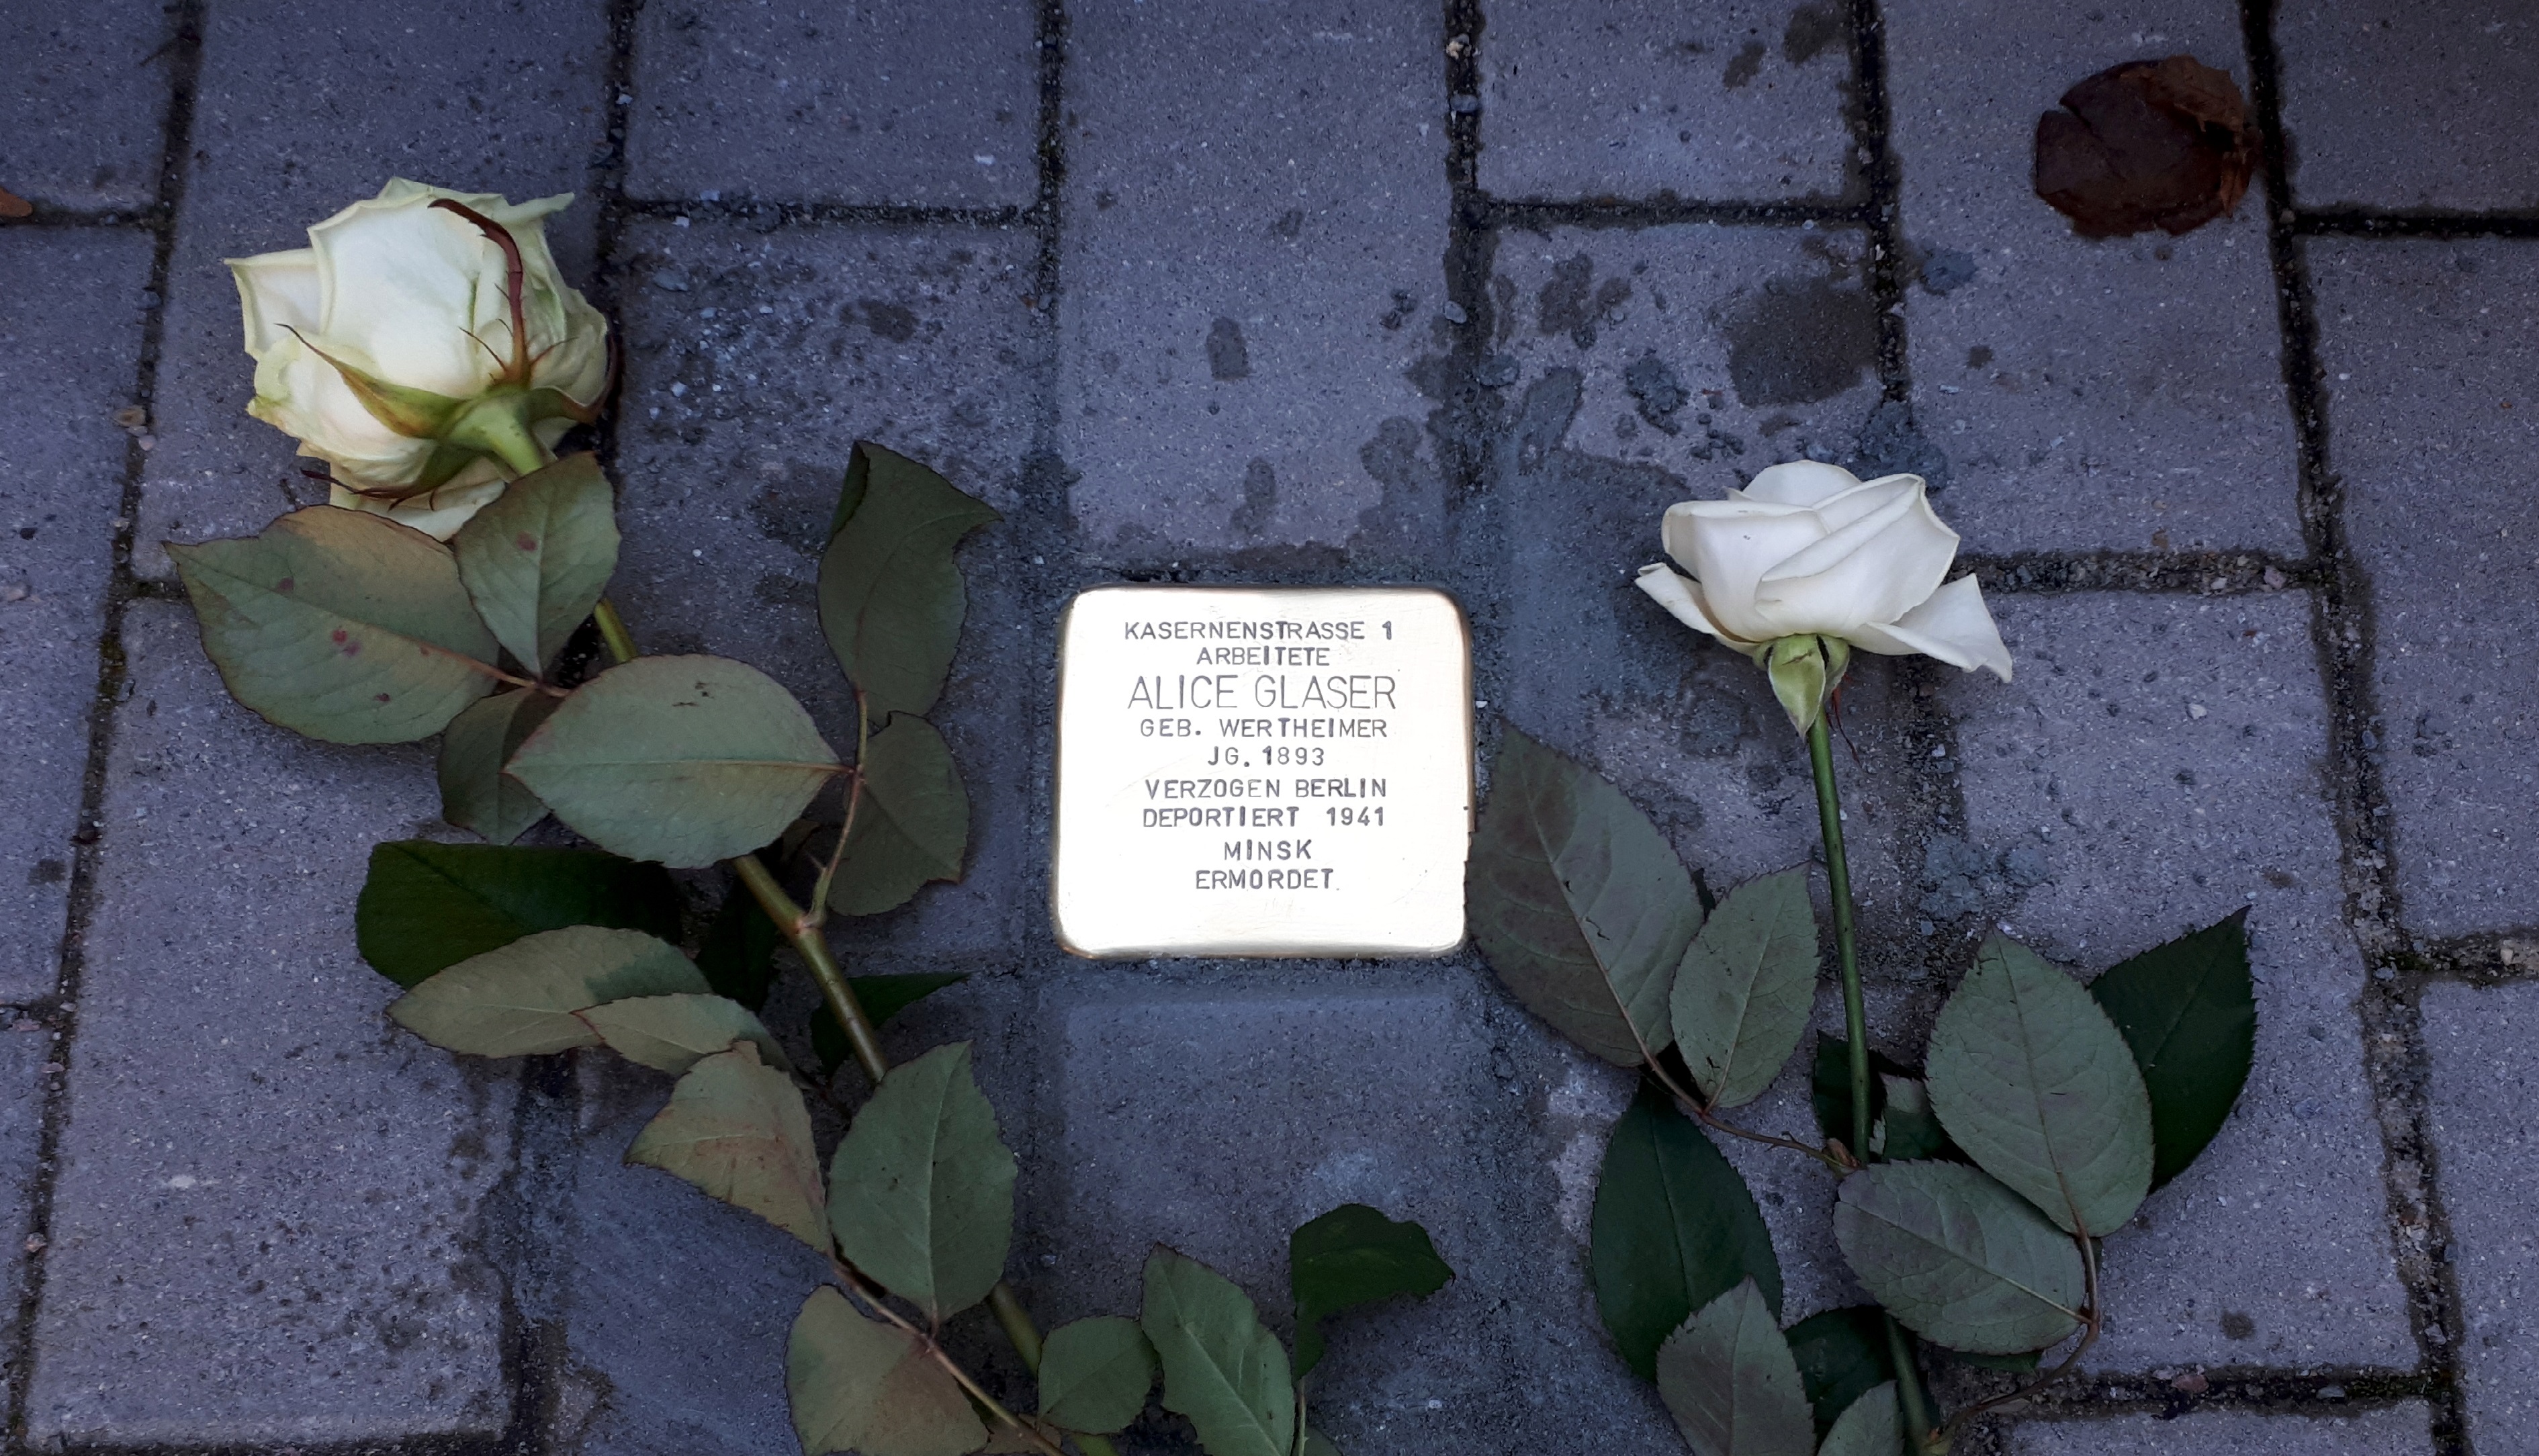 KASERNENSTRASSE 1
ARBEITETE
ALICE GLASER
GEB. WERTHEIMER
JG. 1893
VERZOGEN BERLIN
DEPORTIERT 1941
MINSK
ERMORDET